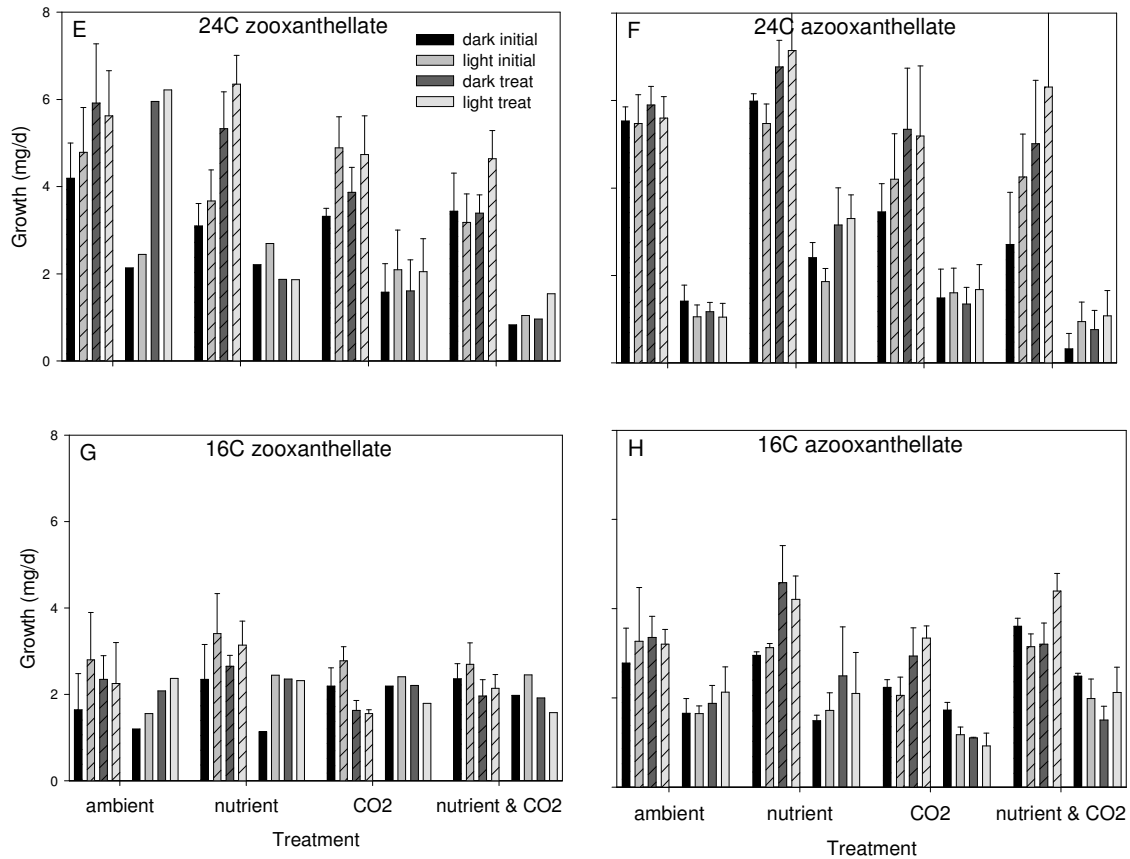 E
24C zooxanthellate
dark initial
light initial
dark treat
light treat
8
6
4
2
0
Growth (mg/d)
F
24C azooxanthellate
G
16C zooxanthellate
8
6
4
2
0
Growth (mg/d)
ambient
nutrient
CO2
nutrient & CO2
Treatment
H
16C azooxanthellate
ambient
nutrient
CO2
nutrient & CO2
Treatment